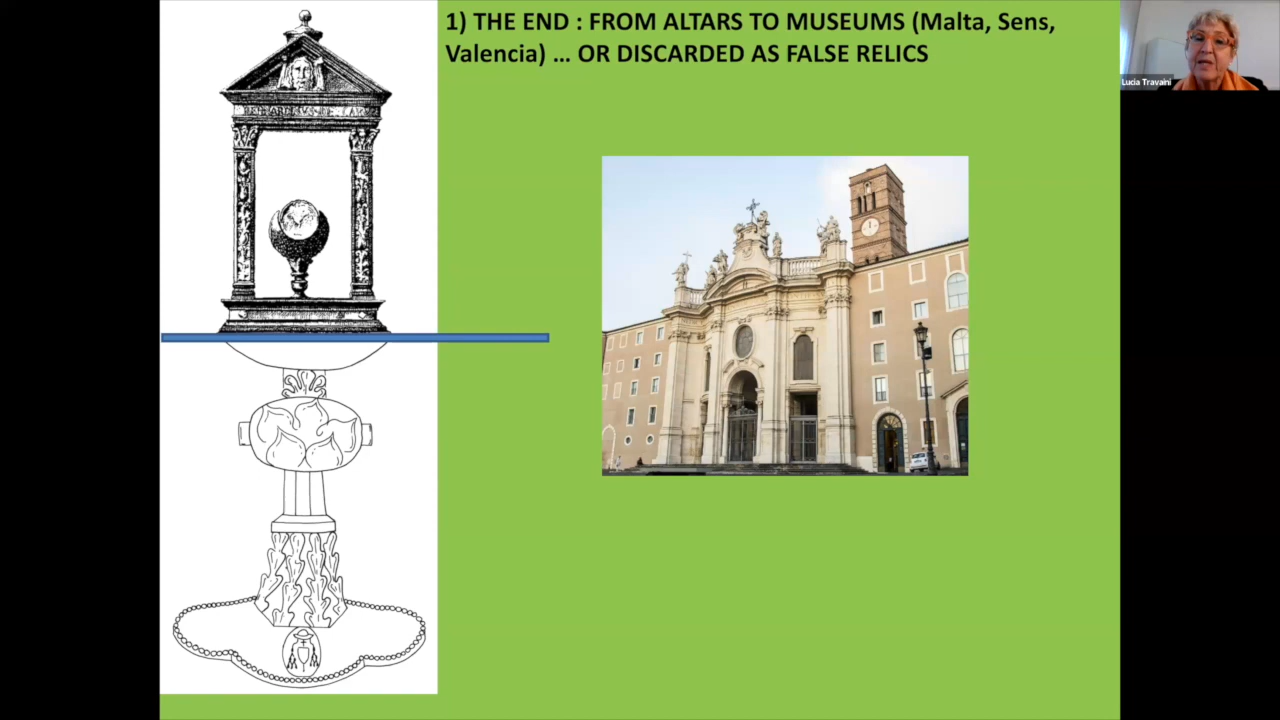 1) THE END : FROM ALTARS TO MUSEUMS (Malta, Sens,
Valencia) ... OR DISCARDED AS FALSE RELICS
Lucia Travaini